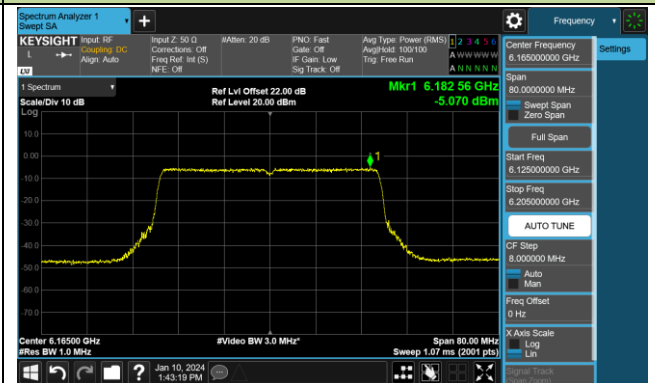 Spectrum Analyzer 1
Swept SA
Frequency
KEYSIGHT
Input: RF
Coupling: DC
Align: Auto
Input Z: 50 Ω
Corrections: Off
Freq Ref: Int (S)
NFE: Off
#Atten: 20 dB
PNO: Fast
Gate: Off
IF Gain: Low
Sig Track: Off
Avg Type: Power (RMS)
Avg|Hold: 100/100
Trig: Free Run
1 2 3 4 5 6
A W W W W W
A N N N N N
L
LXI
1 Spectrum
Scale/Div 10 dB
Log
Ref Lvl Offset 22.00 dB
Ref Level 20.00 dBm
Mkr1 6.182 56 GHz
-5.070 dBm
1
10.0
0.00
-10.0
-20.0
-30.0
-40.0
-50.0
-60.0
-70.0
Center 6.16500 GHz
#Res BW 1.0 MHz
#Video BW 3.0 MHz*
Span 80.00 MHz
Sweep 1.07 ms (2001 pts)
Jan 10, 2024
1:43:19 PM
?
Center Frequency
6.165000000 GHz
Settings
Span
80.0000000 MHz
Swept Span
Zero Span
Full Span
Start Freq
6.125000000 GHz
Stop Freq
6.205000000 GHz
AUTO TUNE
CF Step
8.000000 MHz
Auto
Man
Freq Offset
0 Hz
X Axis Scale
Log
Lin
Signal Track
(Span Zoom)